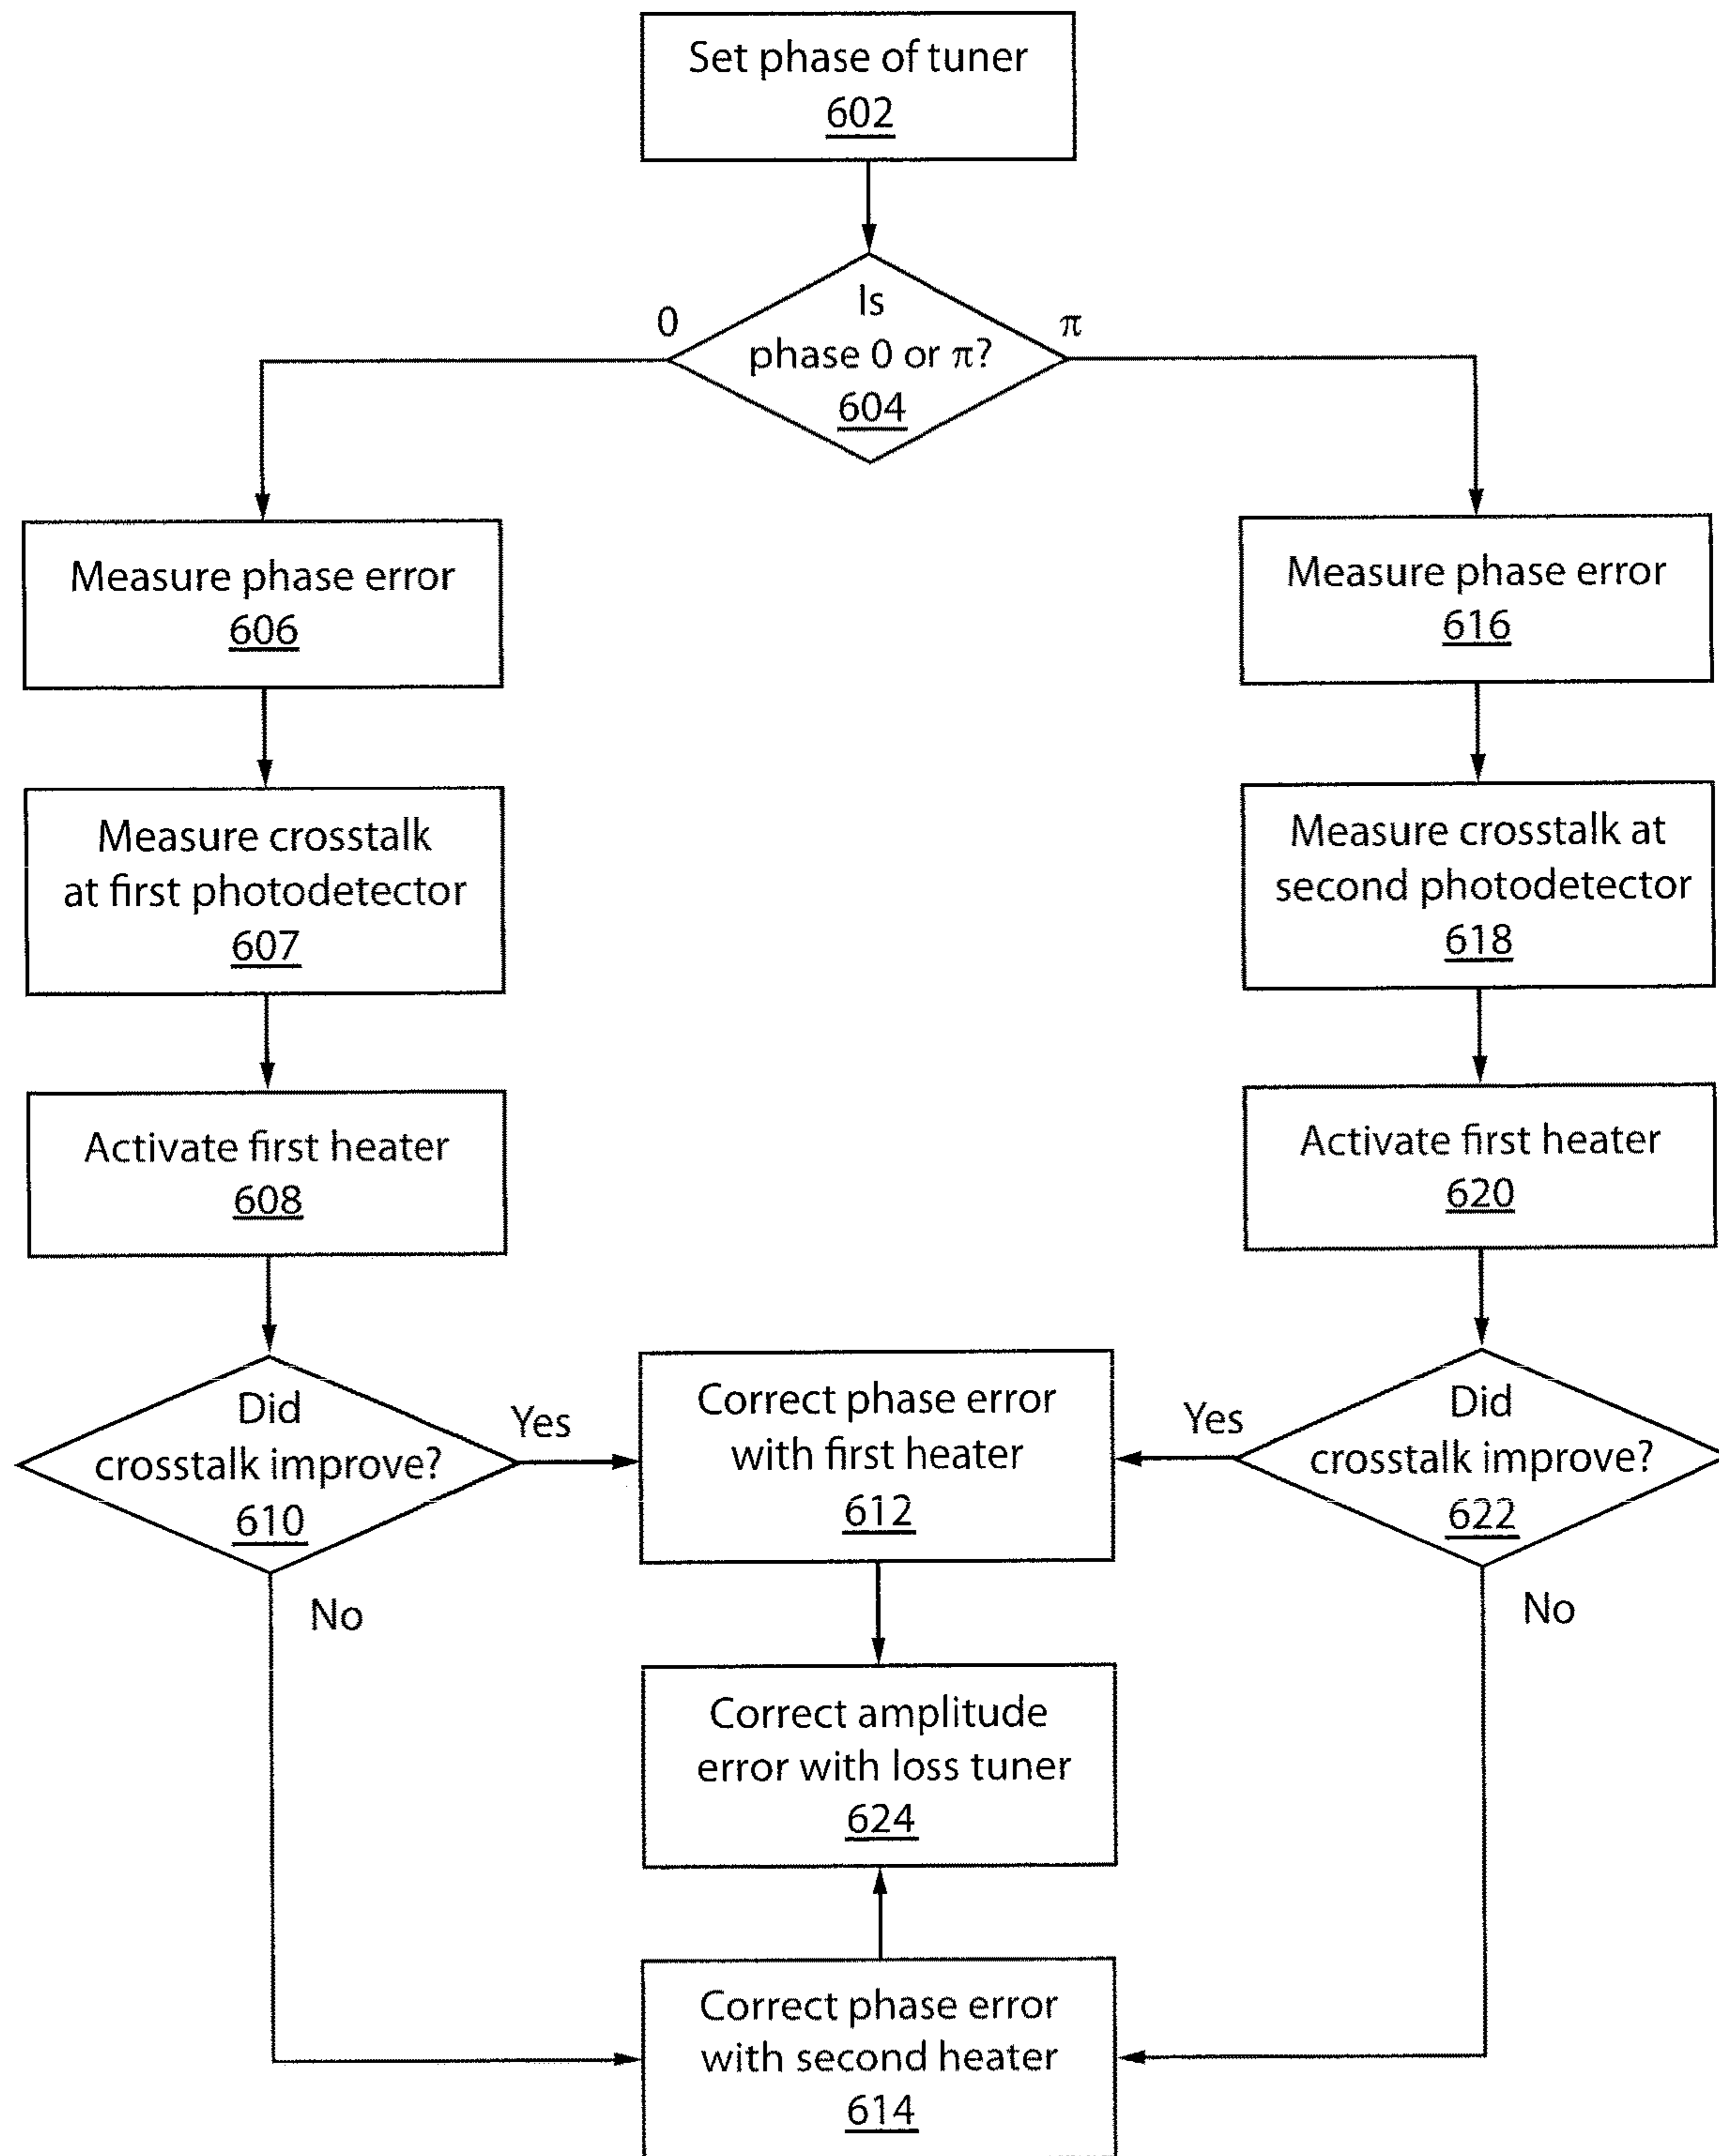 Set phase of tuner
602
Is
phase 0 or π?
604
0
π
Measure phase error
606
Measure phase error
616
Measure crosstalk
at first photodetector
607
Measure crosstalk at
second photodetector
618
Activate first heater
608
Activate first heater
620
Did
crosstalk improve?
610
Yes
No
Correct phase error
with first heater
612
Yes
Did
crosstalk improve?
622
No
Correct amplitude
error with loss tuner
624
Correct phase error
with second heater
614